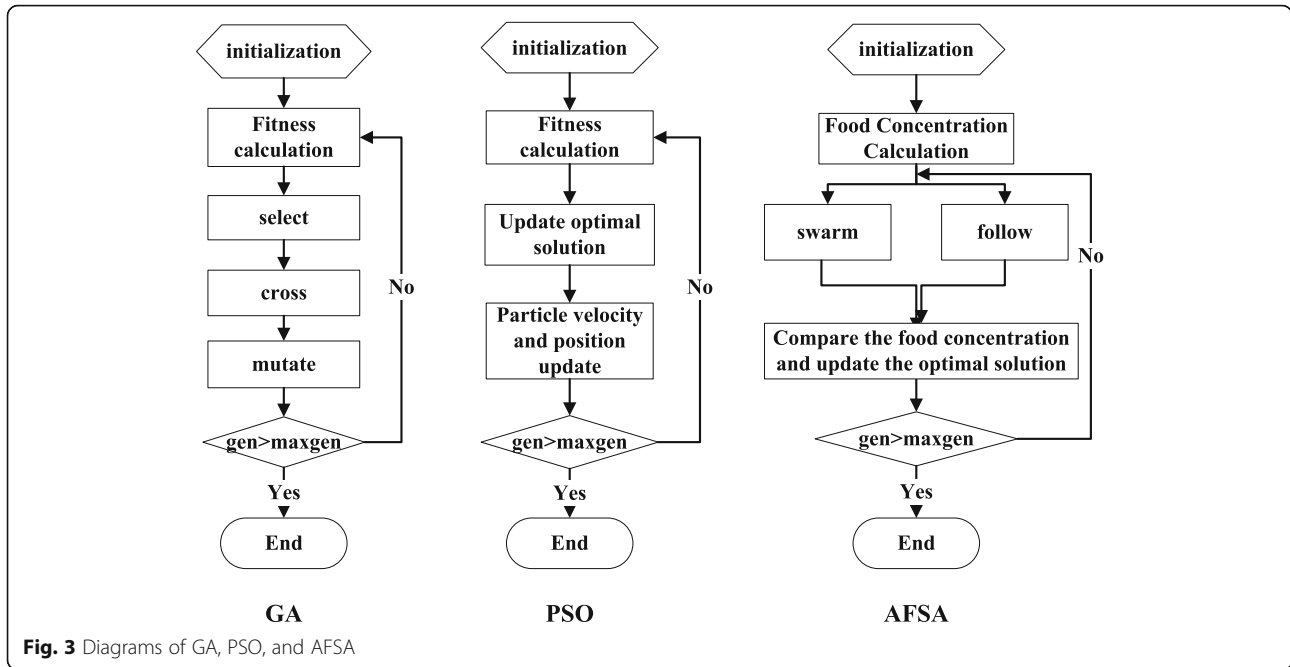 initialization
Fitness
calculation
select
cross
mutate
gen>maxgen
No
Yes
End
GA
initialization
Fitness
calculation
Update optimal
solution
Particle velocity
and position
update
gen>maxgen
No
Yes
End
PSO
initialization
Food Concentration
Calculation
swarm
follow
No
Compare the food concentration
and update the optimal solution
gen>maxgen
Yes
End
AFSA
Fig. 3 Diagrams of GA, PSO, and AFSA